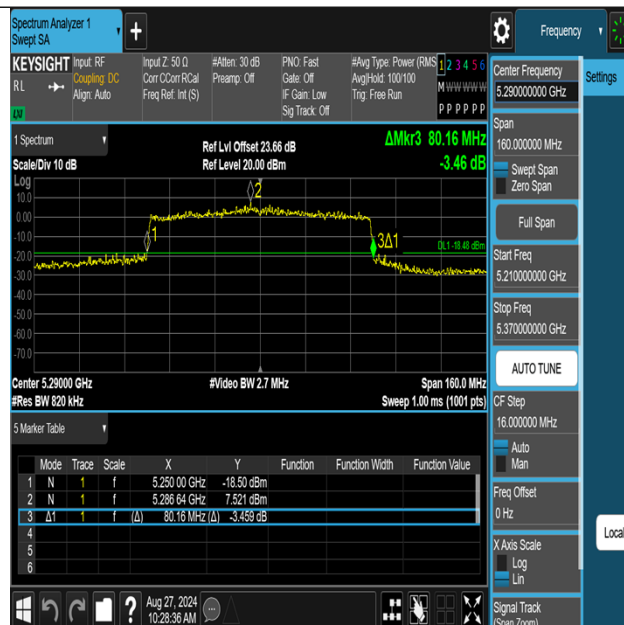 Spectrum Analyzer 1
Swept SA
+
Frequency
KEYSIGHT
RL
Input: RF
Coupling: DC
Align: Auto
Input Z: 50 Ω
Corr CCorr RCal
Freq Ref: Int (S)
#Atten: 30 dB
Preamp: Off
PNO: Fast
Gate: Off
IF Gain: Low
Sig Track: Off
#Avg Type: Power (RMS
Avg|Hold: 100/100
Trig: Free Run
1 2 3 4 5 6
M W W W W W
P P P P P P
LXI
1 Spectrum
Scale/Div 10 dB
Ref Lvl Offset 23.66 dB
Ref Level 20.00 dBm
ΔMkr3 80.16 MHz
-3.46 dB
Log
10.0
0.00
-10.0
-20.0
-30.0
-40.0
-50.0
-60.0
-70.0
1
2
3Δ1
DL1 -18.48 dBm
Center 5.29000 GHz
#Res BW 820 kHz
#Video BW 2.7 MHz
Span 160.0 MHz
Sweep 1.00 ms (1001 pts)
5 Marker Table
Mode Trace Scale X Y Function Function Width Function Value
1 N 1 f 5.250 00 GHz -18.50 dBm
2 N 1 f 5.286 64 GHz 7.521 dBm
3 Δ1 1 f (Δ) 80.16 MHz (Δ) -3.459 dB
4
5
6
Aug 27, 2024
10:28:36 AM
?
Center Frequency
5.290000000 GHz
Span
160.000000 MHz
Swept Span
Zero Span
Full Span
Start Freq
5.210000000 GHz
Stop Freq
5.370000000 GHz
AUTO TUNE
CF Step
16.000000 MHz
Auto
Man
Freq Offset
0 Hz
X Axis Scale
Log
Lin
Signal Track
(Span Zoom)
Settings
Local